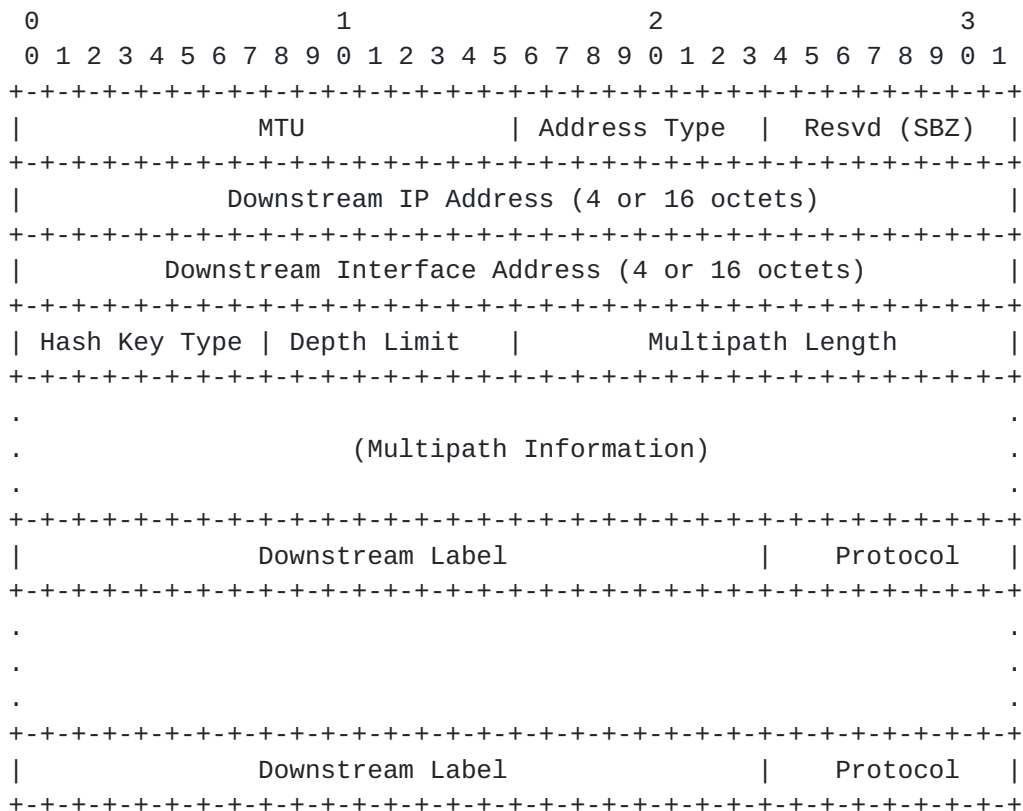 0                   1                   2                   3
 0 1 2 3 4 5 6 7 8 9 0 1 2 3 4 5 6 7 8 9 0 1 2 3 4 5 6 7 8 9 0 1
+-+-+-+-+-+-+-+-+-+-+-+-+-+-+-+-+-+-+-+-+-+-+-+-+-+-+-+-+-+-+-+-+
|               MTU             | Address Type  |  Resvd (SBZ)  |
+-+-+-+-+-+-+-+-+-+-+-+-+-+-+-+-+-+-+-+-+-+-+-+-+-+-+-+-+-+-+-+-+
|             Downstream IP Address (4 or 16 octets)            |
+-+-+-+-+-+-+-+-+-+-+-+-+-+-+-+-+-+-+-+-+-+-+-+-+-+-+-+-+-+-+-+-+
|         Downstream Interface Address (4 or 16 octets)         |
+-+-+-+-+-+-+-+-+-+-+-+-+-+-+-+-+-+-+-+-+-+-+-+-+-+-+-+-+-+-+-+-+
| Hash Key Type | Depth Limit   |        Multipath Length       |
+-+-+-+-+-+-+-+-+-+-+-+-+-+-+-+-+-+-+-+-+-+-+-+-+-+-+-+-+-+-+-+-+
.                                                               .
.                     (Multipath Information)                   .
.                                                               .
+-+-+-+-+-+-+-+-+-+-+-+-+-+-+-+-+-+-+-+-+-+-+-+-+-+-+-+-+-+-+-+-+
|               Downstream Label                |    Protocol   |
+-+-+-+-+-+-+-+-+-+-+-+-+-+-+-+-+-+-+-+-+-+-+-+-+-+-+-+-+-+-+-+-+
.                                                               .
.                                                               .
.                                                               .
+-+-+-+-+-+-+-+-+-+-+-+-+-+-+-+-+-+-+-+-+-+-+-+-+-+-+-+-+-+-+-+-+
|               Downstream Label                |    Protocol   |
+-+-+-+-+-+-+-+-+-+-+-+-+-+-+-+-+-+-+-+-+-+-+-+-+-+-+-+-+-+-+-+-+